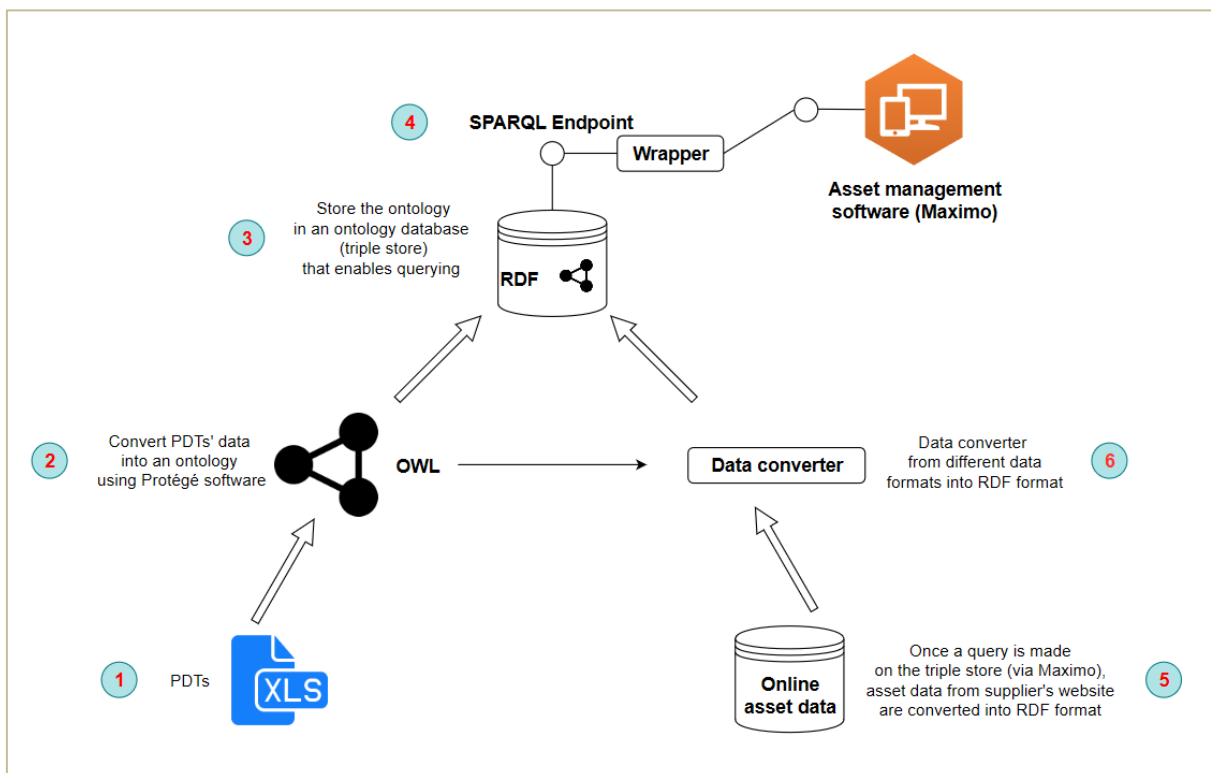 4
SPARQL Endpoint
Wrapper
Asset management
software (Maximo)
3
Store the ontology
in an ontology database
(triple store)
that enables querying
RDF
2
Convert PDTs' data
into an ontology
using Protégé software
OWL
Data converter
Data converter
from different data
formats into RDF format
6
1
PDTs
XLS
Online
asset data
Once a query is made
on the triple store (via Maximo),
asset data from supplier's website
are converted into RDF format
5